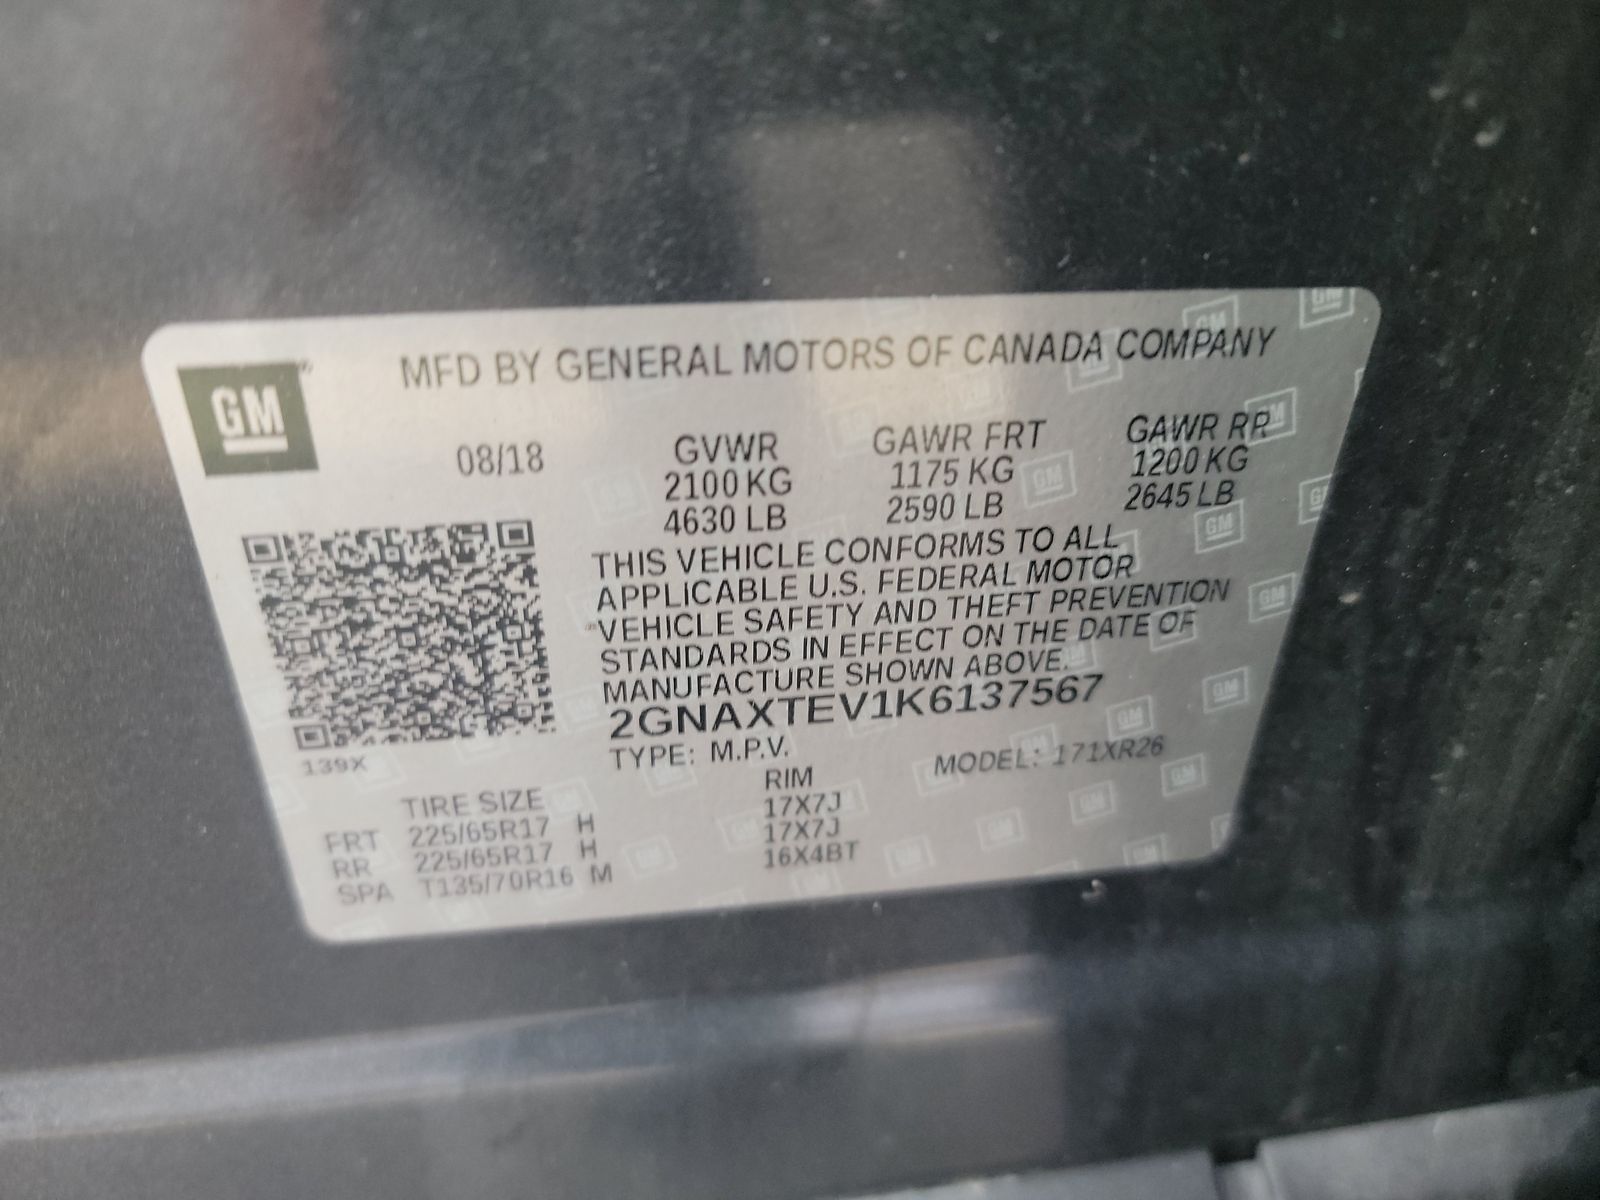 MFD BY GENERAL MOTORS OF CANADA COMPANY
GM
08/18
GVWR GAWR FRT GAWR RR
2100 KG 1175 KG 1200 KG
4630 LB 2590 LB 2645 LB
THIS VEHICLE CONFORMS TO ALL
APPLICABLE U.S. FEDERAL MOTOR
VEHICLE SAFETY AND THEFT PREVENTION
STANDARDS IN EFFECT ON THE DATE OF
MANUFACTURE SHOWN ABOVE.
2GNAXTEV1K6137567
TYPE: M.P.V. MODEL: 171XR26
139X
TIRE SIZE RIM
FRT 225/65R17 H 17X7J
RR 225/65R17 H 17X7J
SPA T135/70R16 M 16X4BT